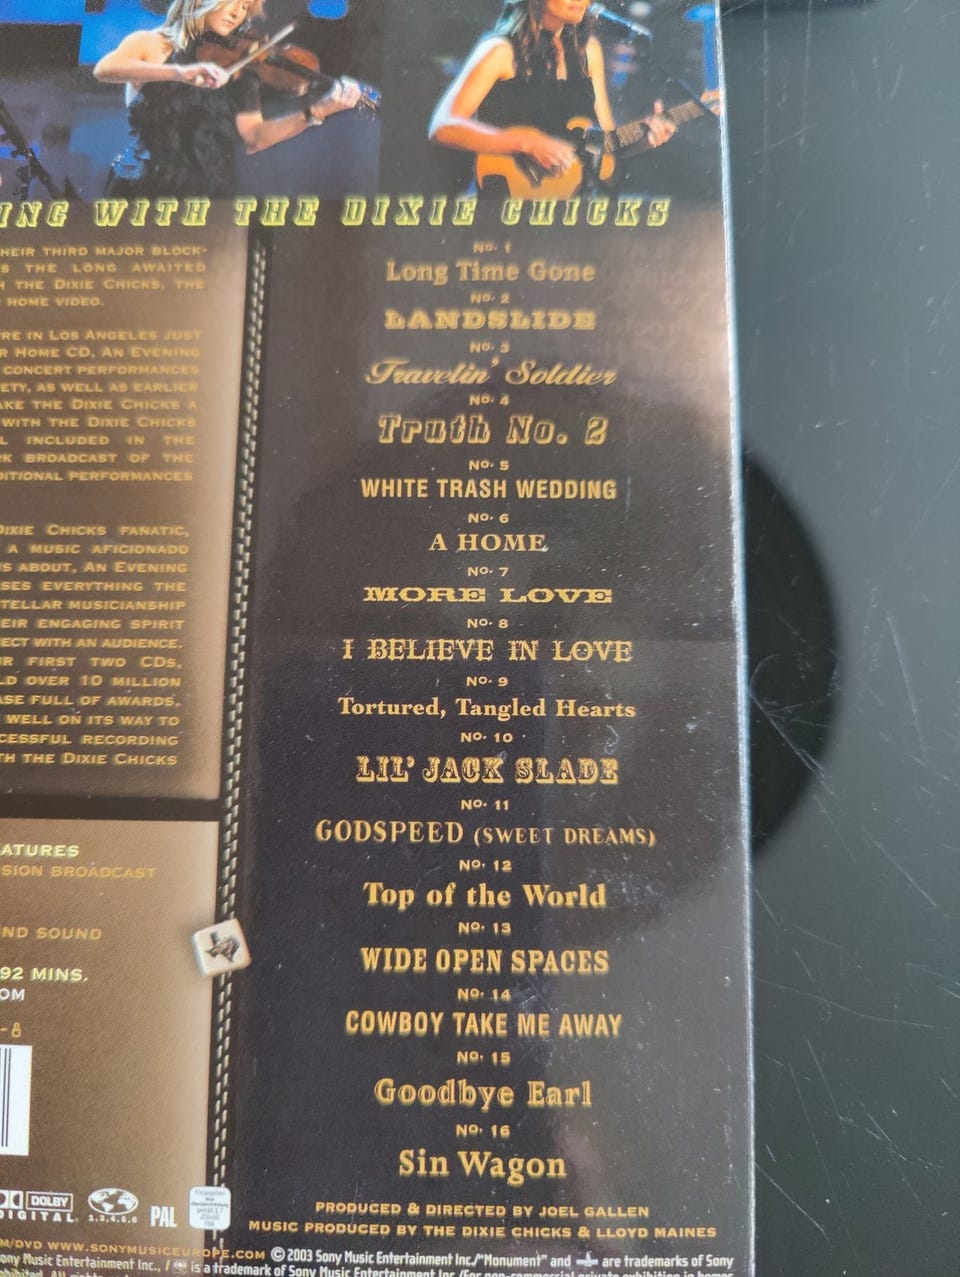 ING WITH THE DIXIE CHICKS
HEIR THIRD MAJOR BLOCK-
S THE LONG AWAITED
H THE DIXIE CHICKS, THE
HOME VIDEO.
RE IN LOS ANGELES JUST
R HOME CD, AN EVENING
CONCERT PERFORMANCES
ETY, AS WELL AS EARLIER
AKE THE DIXIE CHICKS A
WITH THE DIXIE CHICKS
L INCLUDED IN THE
RK BROADCAST OF THE
DITIONAL PERFORMANCES
DIXIE CHICKS FANATIC,
A MUSIC AFICIONADO
IS ABOUT, AN EVENING
SES EVERYTHING THE
TELLAR MUSICIANSHIP
EIR ENGAGING SPIRIT
ECT WITH AN AUDIENCE.
IR FIRST TWO CDS,
LD OVER 10 MILLION
ASE FULL OF AWARDS,
WELL ON ITS WAY TO
CESSFUL RECORDING
TH THE DIXIE CHICKS
ATURES
SION BROADCAST
ND SOUND
92 MINS.
OM
-8
No. 1
Long Time Gone
No. 2
LANDSLIDE
No. 3
Travelin' Soldier
No. 4
Truth No. 2
No. 5
WHITE TRASH WEDDING
No. 6
A HOME
No. 7
MORE LOVE
No. 8
I BELIEVE IN LOVE
No. 9
Tortured, Tangled Hearts
No. 10
LIL' JACK SLADE
No. 11
GODSPEED (SWEET DREAMS)
No. 12
Top of the World
No. 13
WIDE OPEN SPACES
No. 14
COWBOY TAKE ME AWAY
No. 15
Goodbye Earl
No. 16
Sin Wagon
PRODUCED & DIRECTED BY JOEL GALLEN
MUSIC PRODUCED BY THE DIXIE CHICKS & LLOYD MAINES
DOLBY
DIGITAL
PAL
M/DVD WWW.SONYMUSICEUROPE.COM © 2003 Sony Music Entertainment Inc./"Monument" and are trademarks of Sony
ony Music Entertainment Inc., / is a trademark of Sony Music Entertainment Inc.